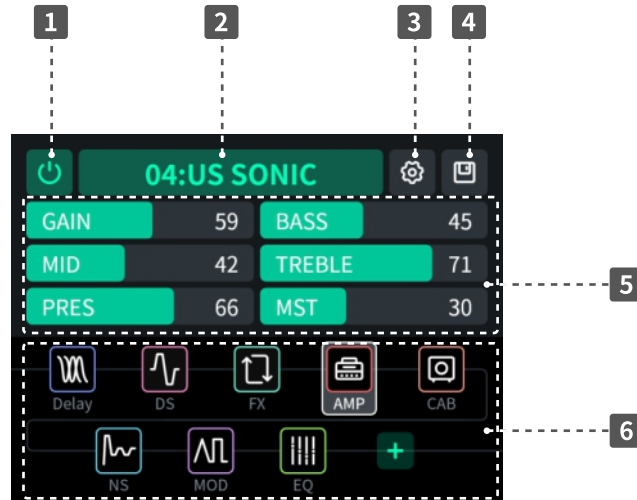 1 2 3 4
04:US SONIC
GAIN 59 BASS 45
MID 42 TREBLE 71
PRES 66 MST 30
5
Delay DS FX AMP CAB
6
NS MOD EQ +